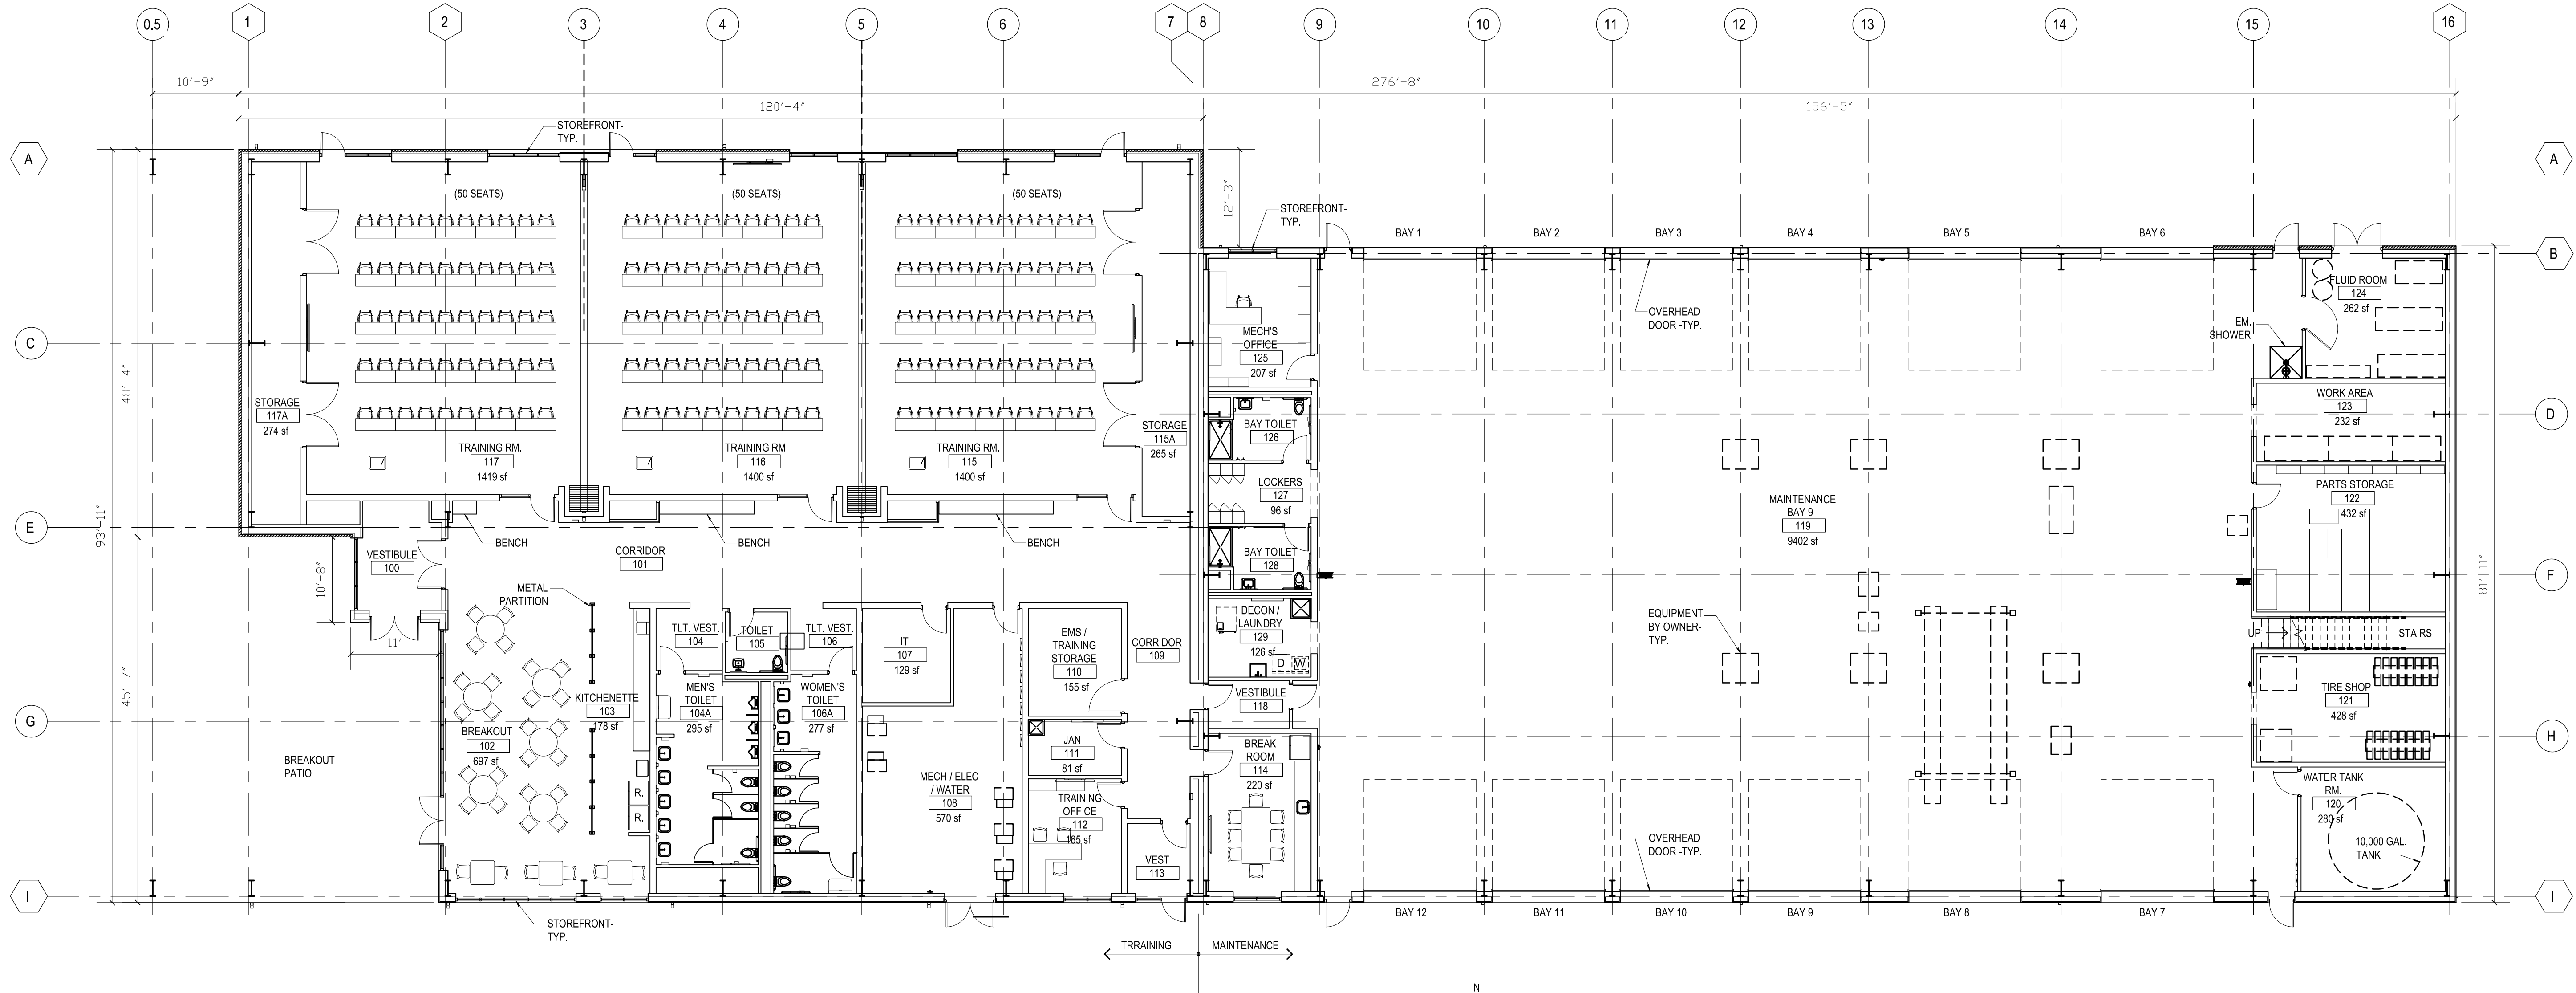 0.5
1
2
3
4
5
6
7
8
9
10
11
12
13
14
15
16
10'-9"
276'-8"
120'-4"
156'-5"
STOREFRONT-
TYP.
A
A
(50 SEATS)
(50 SEATS)
(50 SEATS)
12'-3"
STOREFRONT-
TYP.
BAY 1
BAY 2
BAY 3
BAY 4
BAY 5
BAY 6
B
FLUID ROOM
124
262 sf
OVERHEAD
DOOR -TYP.
EM.
SHOWER
C
C
MECH'S
OFFICE
125
207 sf
48'-4"
93'-11"
STORAGE
117A
274 sf
TRAINING RM.
117
1419 sf
TRAINING RM.
116
1400 sf
TRAINING RM.
115
1400 sf
STORAGE
115A
265 sf
BAY TOILET
126
WORK AREA
123
232 sf
D
LOCKERS
127
96 sf
MAINTENANCE
BAY 9
119
9402 sf
PARTS STORAGE
122
432 sf
E
E
BENCH
BENCH
BENCH
VESTIBULE
100
CORRIDOR
101
BAY TOILET
128
F
10'-8"
METAL
PARTITION
81'-11"
11'
TLT. VEST.
104
TOILET
105
TLT. VEST.
106
IT
107
129 sf
EMS /
TRAINING
STORAGE
110
155 sf
CORRIDOR
109
DECON /
LAUNDRY
129
126 sf
D
W
EQUIPMENT
BY OWNER-
TYP.
UP
STAIRS
45'-7"
KITCHENETTE
103
178 sf
MEN'S
TOILET
104A
295 sf
WOMEN'S
TOILET
106A
277 sf
VESTIBULE
118
TIRE SHOP
121
428 sf
G
G
BREAKOUT
102
697 sf
BREAKOUT
PATIO
JAN
111
81 sf
BREAK
ROOM
114
220 sf
H
R.
R.
MECH / ELEC
/ WATER
108
570 sf
TRAINING
OFFICE
112
165 sf
VEST
113
WATER TANK
RM.
120
280 sf
10,000 GAL.
TANK
OVERHEAD
DOOR -TYP.
I
I
STOREFRONT-
TYP.
BAY 12
BAY 11
BAY 10
BAY 9
BAY 8
BAY 7
TRRAINING
MAINTENANCE
N